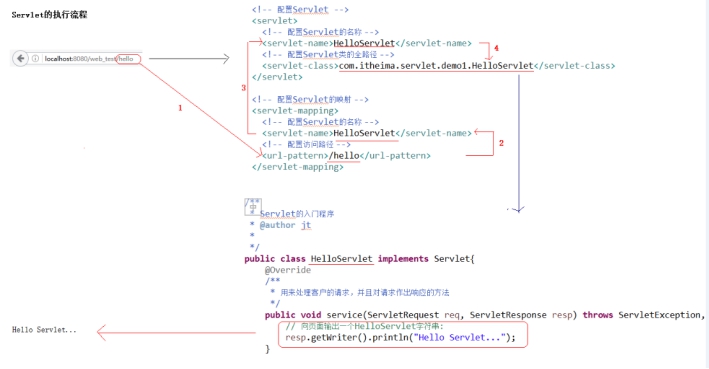 Servlet的执行流程
localhost:8080/web_test/hello
<!-- 配置Servlet -->
<servlet>
<!-- 配置Servlet的名称 -->
<servlet-name>HelloServlet</servlet-name>
4
<!-- 配置Servlet类的全路径 -->
<servlet-class>com.itheima.servlet.demo1.HelloServlet</servlet-class>
3
</servlet>
<!-- 配置Servlet的映射 -->
1
<servlet-mapping>
<!-- 配置Servlet的名称 -->
<servlet-name>HelloServlet</servlet-name>
2
<!-- 配置访问路径 -->
<url-pattern>/hello</url-pattern>
</servlet-mapping>
/**
中
* Servlet的入门程序
* @author jt
*
*/
public class HelloServlet implements Servlet{
@Override
/**
* 用来处理客户的请求，并且对请求作出响应的方法
*/
public void service(ServletRequest req, ServletResponse resp) throws ServletException,
// 向页面输出一个HelloServlet字符串:
resp.getWriter().println("Hello Servlet...");
}
Hello Servlet...